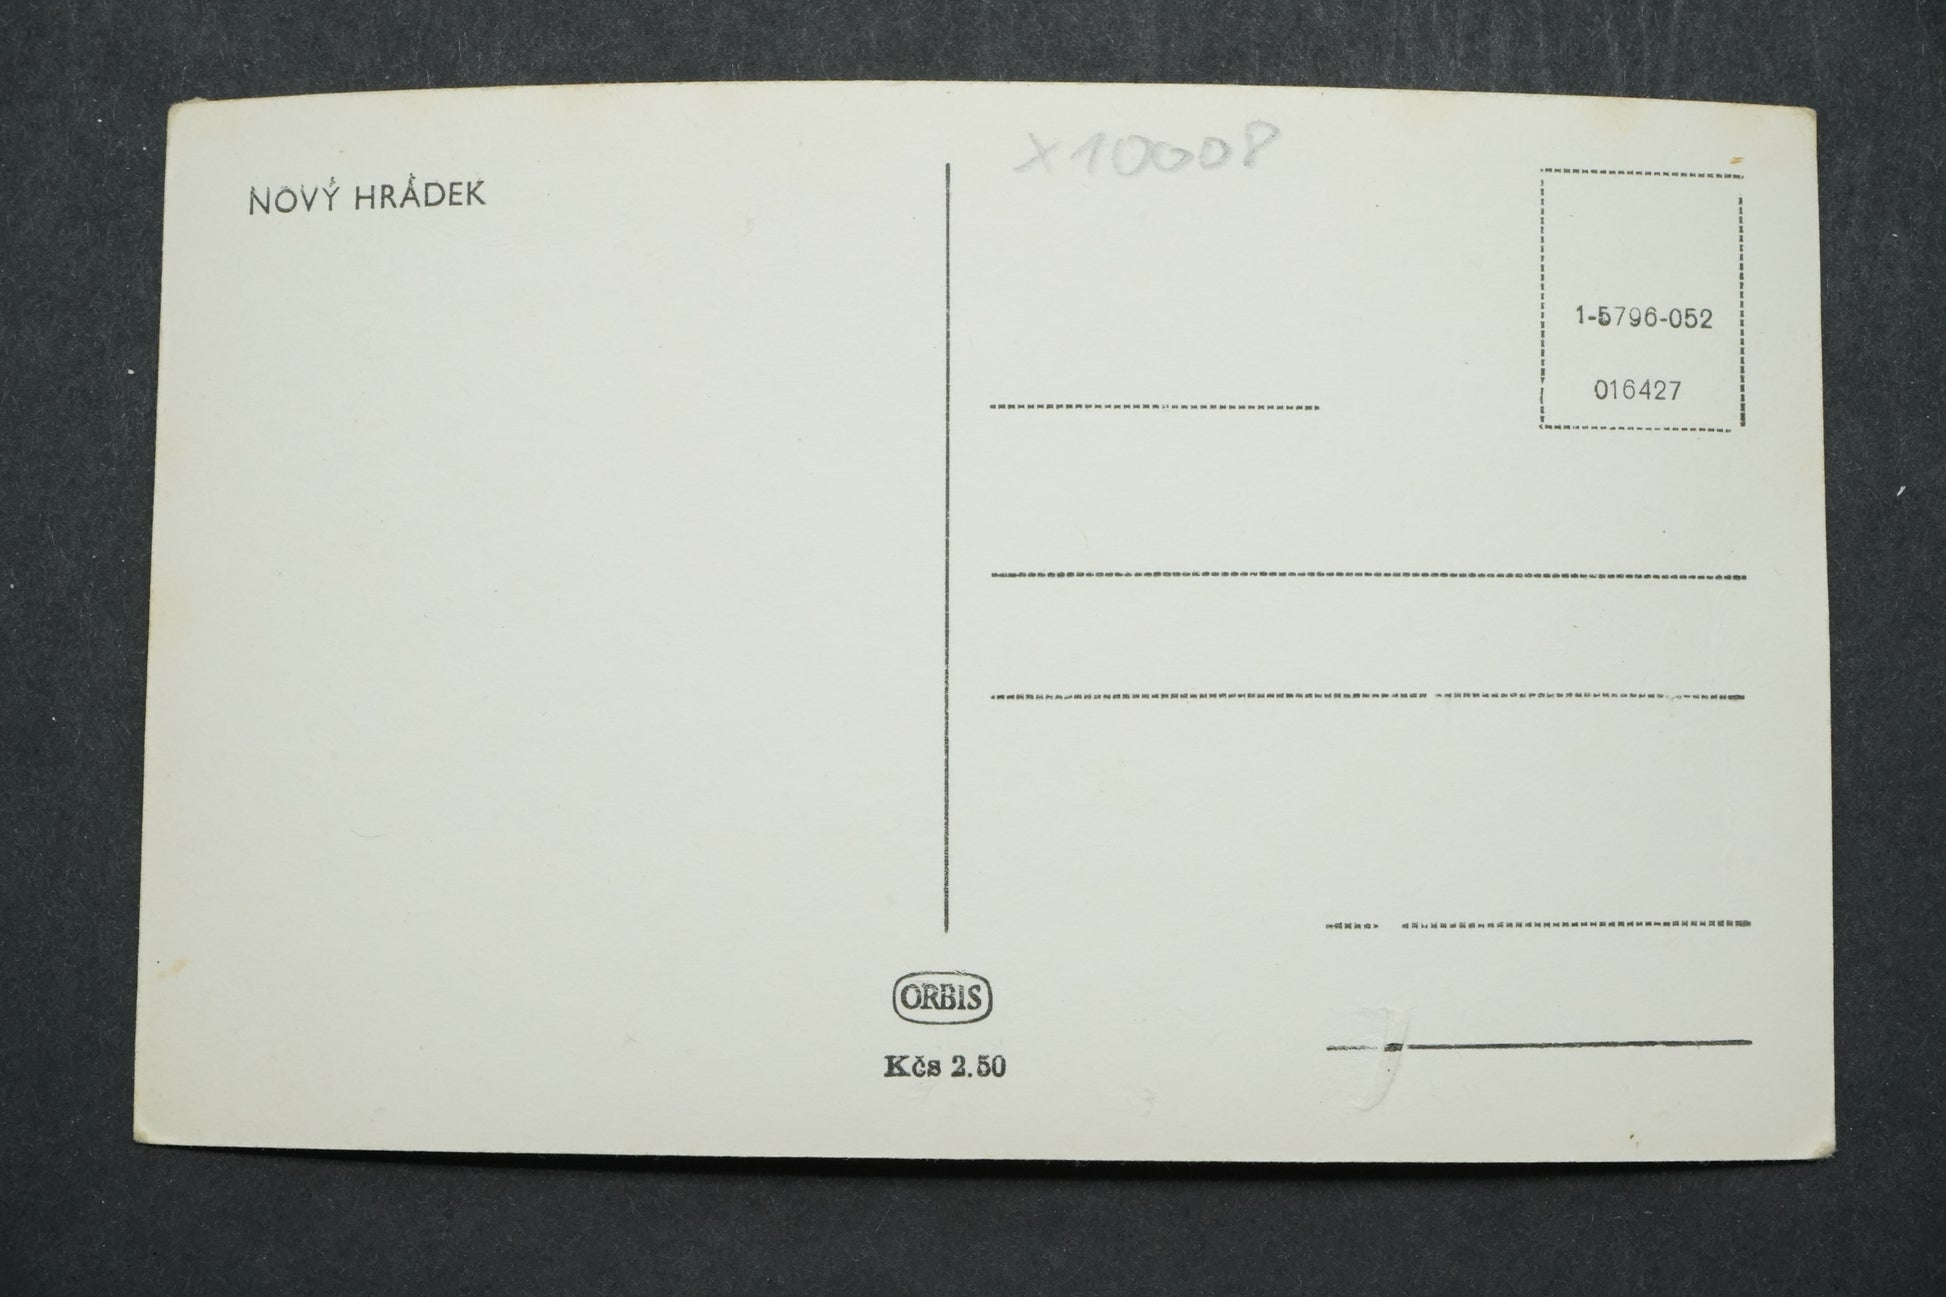 NOVÝ HRÁDEK
X10008
1-5796-052
016427
ORBIS
Kčs 2.50